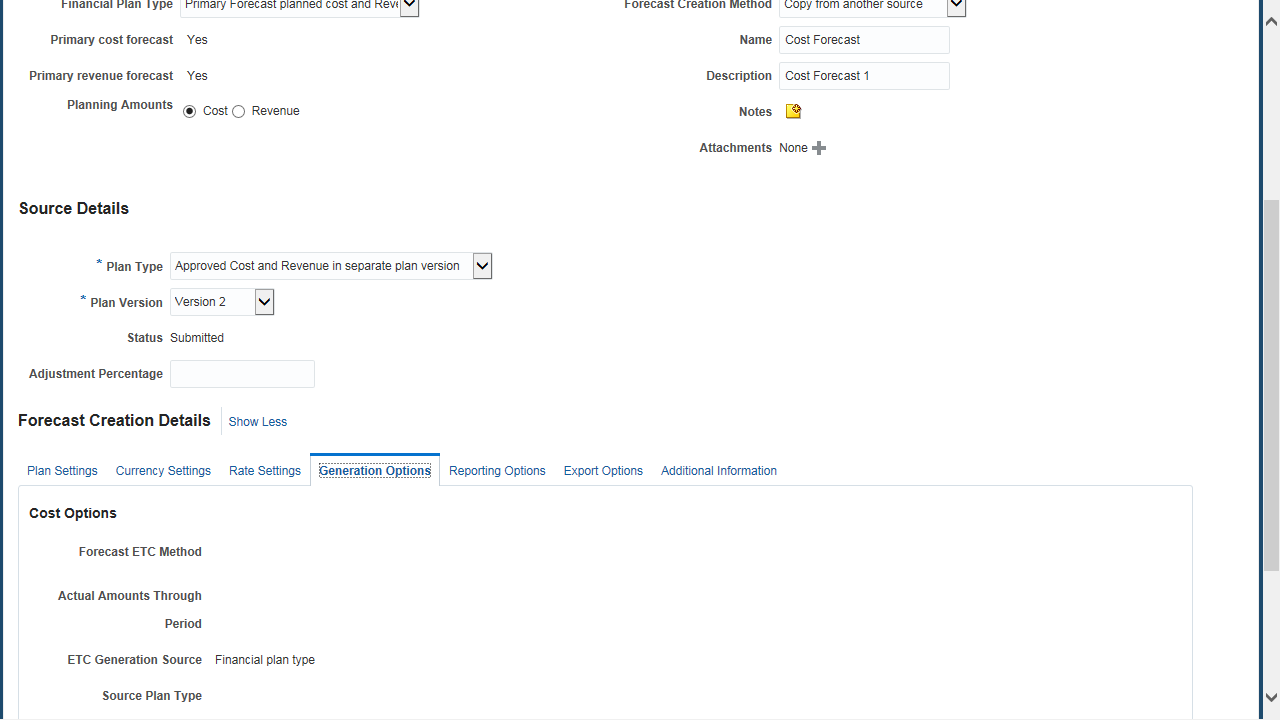 Financial Plan Type Primary Forecast planned cost and Reve
Forecast Creation Method Copy from another source
Primary cost forecast Yes
Name Cost Forecast
Primary revenue forecast Yes
Description Cost Forecast 1
Planning Amounts Cost Revenue
Notes
Attachments None
Source Details
* Plan Type Approved Cost and Revenue in separate plan version
* Plan Version Version 2
Status Submitted
Adjustment Percentage
Forecast Creation Details Show Less
Plan Settings Currency Settings Rate Settings Generation Options Reporting Options Export Options Additional Information
Cost Options
Forecast ETC Method
Actual Amounts Through
Period
ETC Generation Source Financial plan type
Source Plan Type